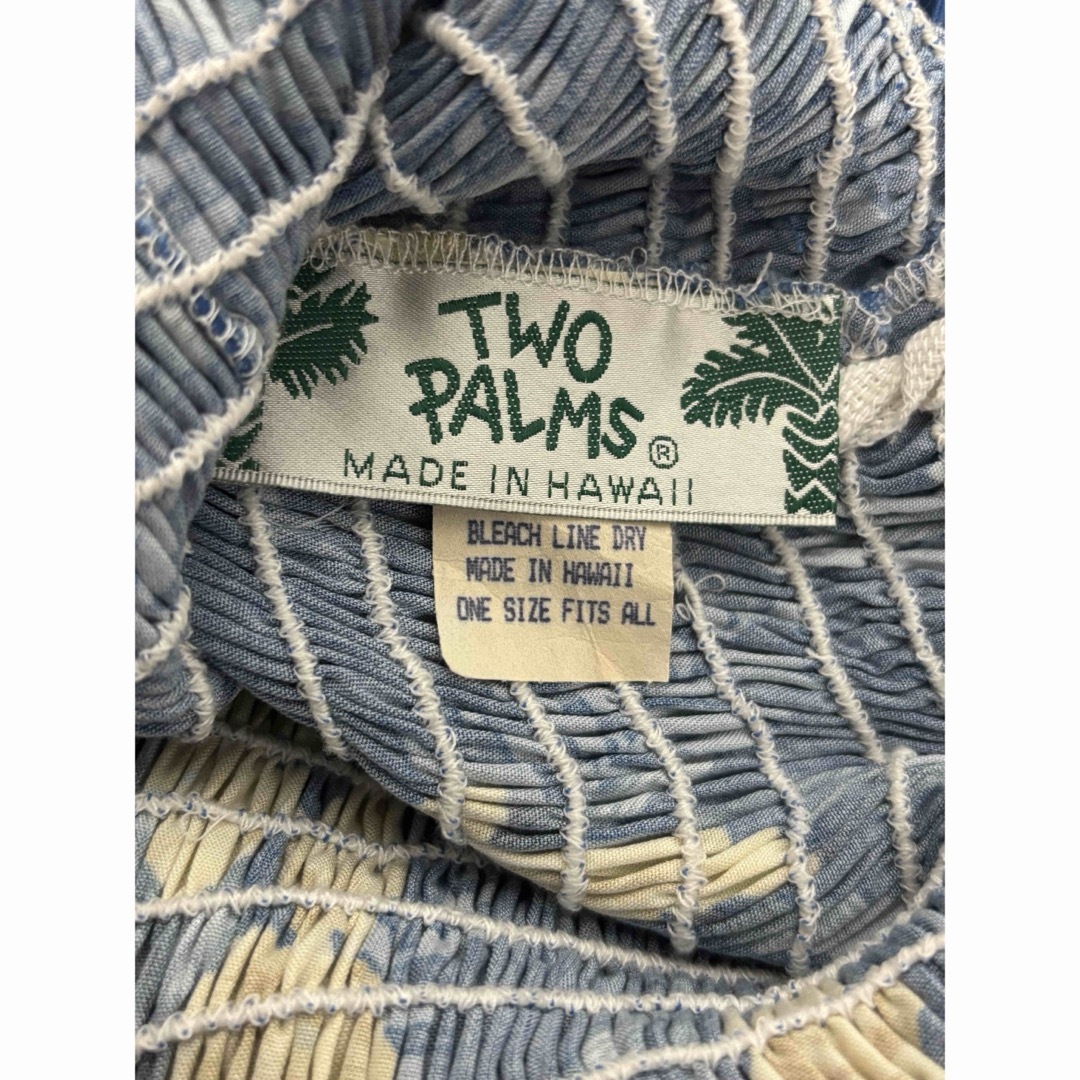 TWO
PALMS®
MADE IN HAWAII
BLEACH LINE DRY
MADE IN HAWAII
ONE SIZE FITS ALL